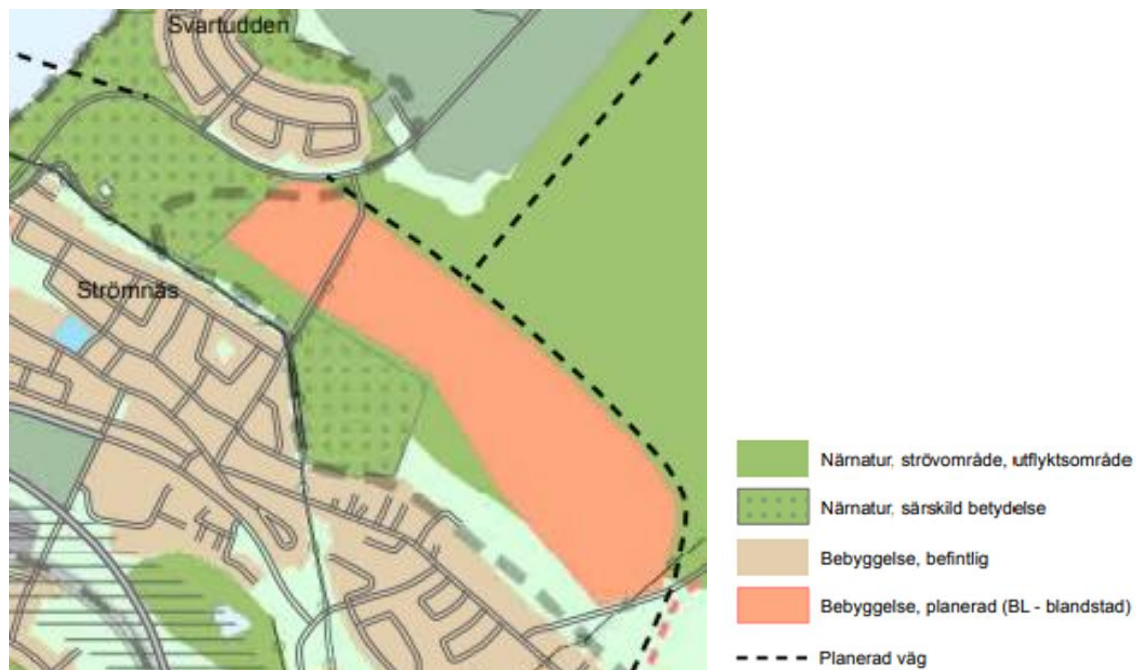 Svartudden
Strömnäs
Närnatur, strövområde, utflyktsområde
Närnatur, särskild betydelse
Bebyggelse, befintlig
Bebyggelse, planerad (BL - blandstad)
Planerad väg